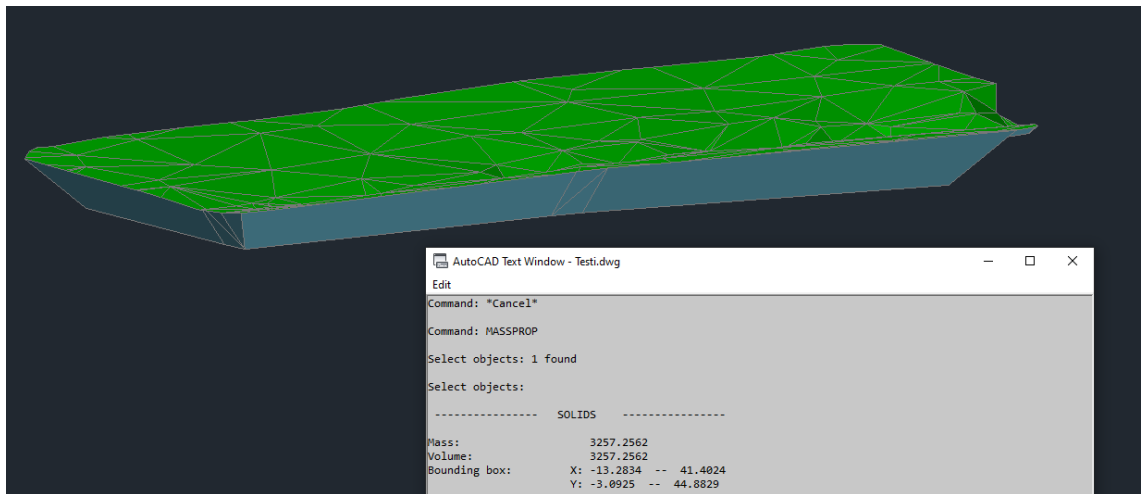 AutoCAD Text Window - Testi.dwg
Edit
Command: *Cancel*
Command: MASSPROP
Select objects: 1 found
Select objects:
---------------- SOLIDS ----------------
Mass: 3257.2562
Volume: 3257.2562
Bounding box: X: -13.2834 -- 41.4024
Y: -3.0925 -- 44.8829